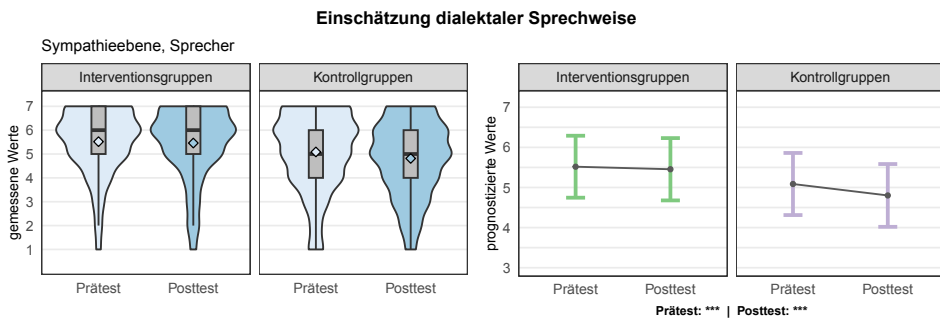 Einschätzung dialektaler Sprechweise
Sympathieebene, Sprecher
Interventionsgruppen
Kontrollgruppen
gemessene Werte
7
6
5
4
3
2
1
Prätest
Posttest
Prätest
Posttest
Interventionsgruppen
Kontrollgruppen
prognostizierte Werte
7
6
5
4
3
Prätest
Posttest
Prätest
Posttest
Prätest: *** | Posttest: ***